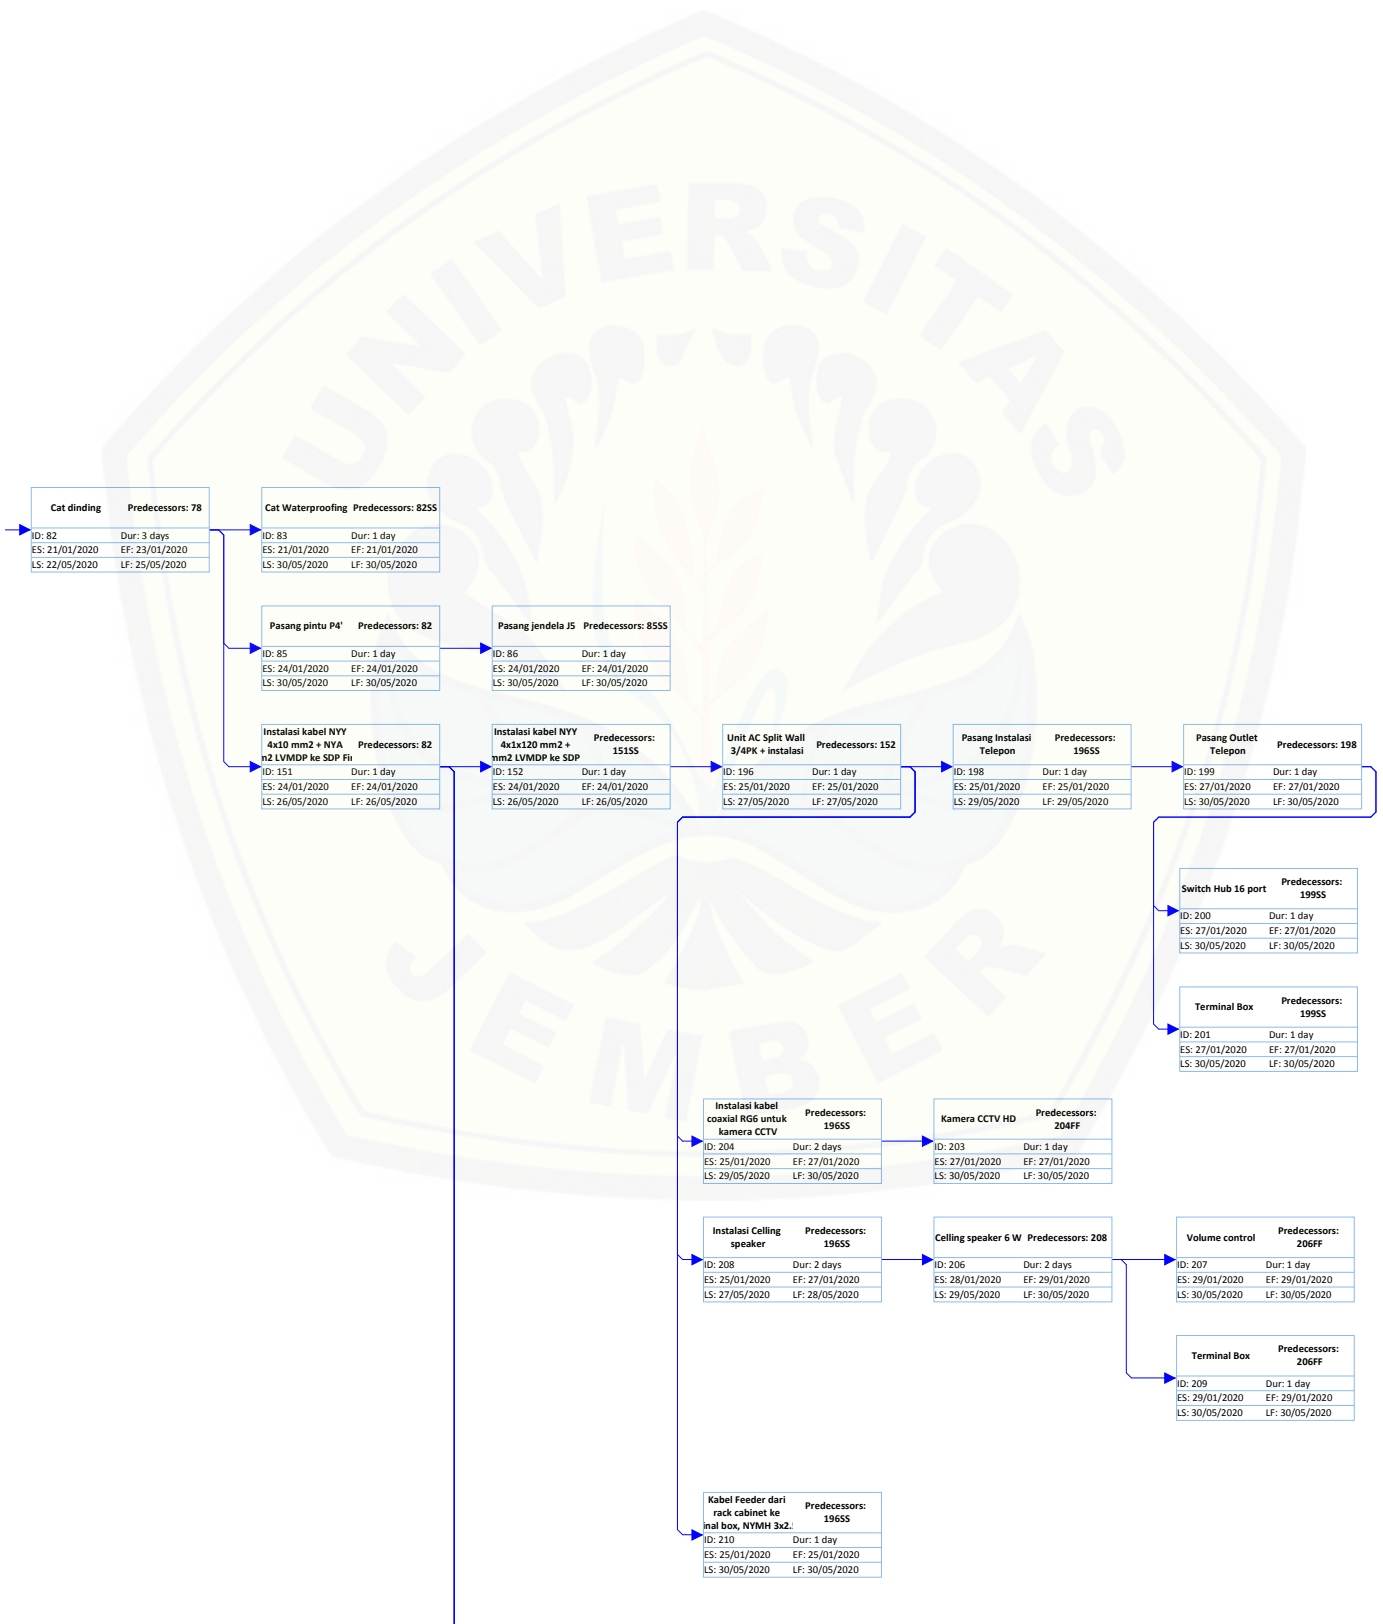 UNIVERSITAS
JEMBER
Cat dinding Predecessors: 78
ID: 82 Dur: 3 days
ES: 21/01/2020 EF: 23/01/2020
LS: 22/05/2020 LF: 25/05/2020
Cat Waterproofing Predecessors: 82SS
ID: 83 Dur: 1 day
ES: 21/01/2020 EF: 21/01/2020
LS: 30/05/2020 LF: 30/05/2020
Pasang pintu P4' Predecessors: 82
ID: 85 Dur: 1 day
ES: 24/01/2020 EF: 24/01/2020
LS: 30/05/2020 LF: 30/05/2020
Pasang jendela J5 Predecessors: 85SS
ID: 86 Dur: 1 day
ES: 24/01/2020 EF: 24/01/2020
LS: 30/05/2020 LF: 30/05/2020
Instalasi kabel NYY
4x10 mm2 + NYA Predecessors: 82
n2 LVMDP ke SDP Fi
ID: 151 Dur: 1 day
ES: 24/01/2020 EF: 24/01/2020
LS: 26/05/2020 LF: 26/05/2020
Instalasi kabel NYY Predecessors:
4x1x120 mm2 + 151SS
mm2 LVMDP ke SDP
ID: 152 Dur: 1 day
ES: 24/01/2020 EF: 24/01/2020
LS: 26/05/2020 LF: 26/05/2020
Unit AC Split Wall
3/4PK + instalasi Predecessors: 152
ID: 196 Dur: 1 day
ES: 25/01/2020 EF: 25/01/2020
LS: 27/05/2020 LF: 27/05/2020
Pasang Instalasi Predecessors:
Telepon 196SS
ID: 198 Dur: 1 day
ES: 25/01/2020 EF: 25/01/2020
LS: 29/05/2020 LF: 29/05/2020
Pasang Outlet
Telepon Predecessors: 198
ID: 199 Dur: 1 day
ES: 27/01/2020 EF: 27/01/2020
LS: 30/05/2020 LF: 30/05/2020
Switch Hub 16 port Predecessors:
199SS
ID: 200 Dur: 1 day
ES: 27/01/2020 EF: 27/01/2020
LS: 30/05/2020 LF: 30/05/2020
Terminal Box Predecessors:
199SS
ID: 201 Dur: 1 day
ES: 27/01/2020 EF: 27/01/2020
LS: 30/05/2020 LF: 30/05/2020
Instalasi kabel Predecessors:
coaxial RG6 untuk 196SS
kamera CCTV
ID: 204 Dur: 2 days
ES: 25/01/2020 EF: 27/01/2020
LS: 29/05/2020 LF: 30/05/2020
Kamera CCTV HD Predecessors:
204FF
ID: 203 Dur: 1 day
ES: 27/01/2020 EF: 27/01/2020
LS: 30/05/2020 LF: 30/05/2020
Instalasi Celling Predecessors:
speaker 196SS
ID: 208 Dur: 2 days
ES: 25/01/2020 EF: 27/01/2020
LS: 27/05/2020 LF: 28/05/2020
Celling speaker 6 W Predecessors: 208
ID: 206 Dur: 2 days
ES: 28/01/2020 EF: 29/01/2020
LS: 29/05/2020 LF: 30/05/2020
Volume control Predecessors:
206FF
ID: 207 Dur: 1 day
ES: 29/01/2020 EF: 29/01/2020
LS: 30/05/2020 LF: 30/05/2020
Terminal Box Predecessors:
206FF
ID: 209 Dur: 1 day
ES: 29/01/2020 EF: 29/01/2020
LS: 30/05/2020 LF: 30/05/2020
Kabel Feeder dari Predecessors:
rack cabinet ke 196SS
inal box, NYMH 3x2.
ID: 210 Dur: 1 day
ES: 25/01/2020 EF: 25/01/2020
LS: 30/05/2020 LF: 30/05/2020